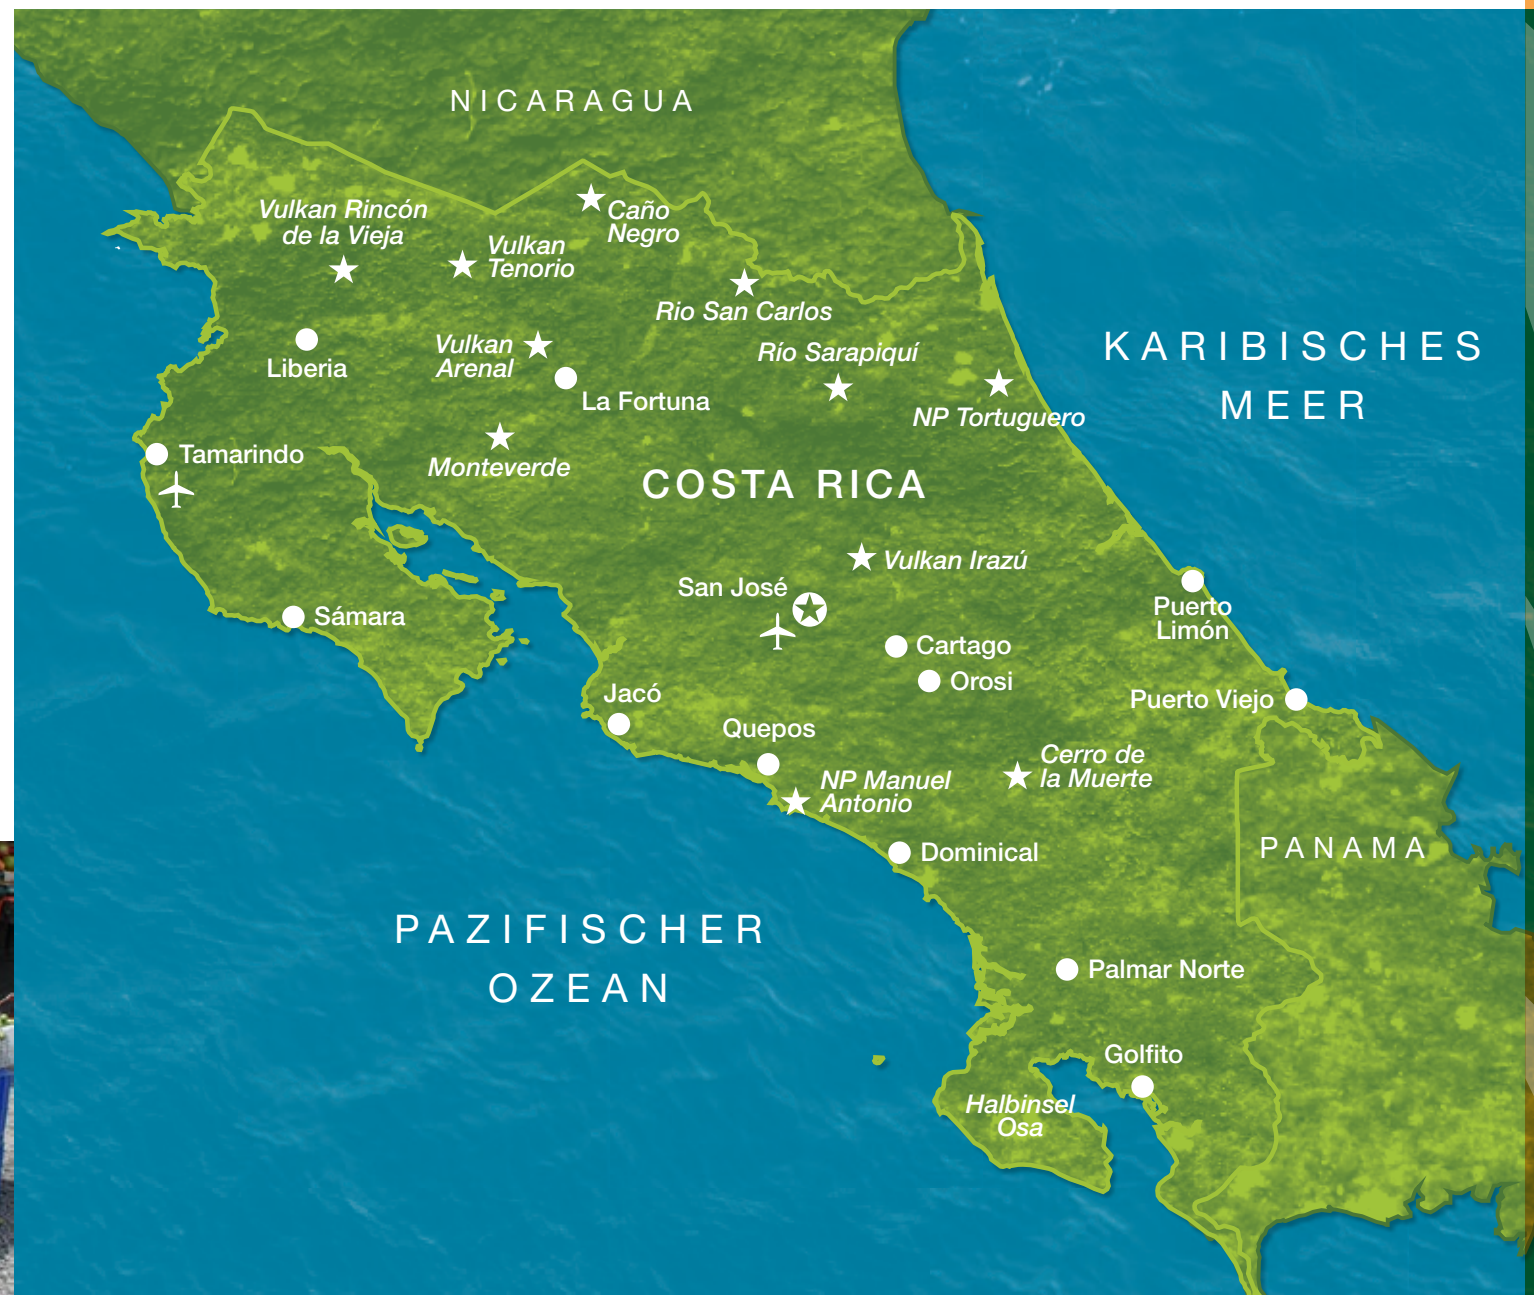 NICARAGUA
Vulkan Rincón
de la Vieja
Caño
Negro
Vulkan
Tenorio
Rio San Carlos
Liberia
Vulkan
Arenal
La Fortuna
Río Sarapiquí
NP Tortuguero
KARIBISCHES
MEER
Tamarindo
Monteverde
COSTA RICA
Vulkan Irazú
San José
Puerto
Limón
Sámara
Cartago
Orosi
Jacó
Quepos
Puerto Viejo
NP Manuel
Antonio
Cerro de
la Muerte
Dominical
PANAMA
PAZIFISCHER
OZEAN
Palmar Norte
Golfito
Halbinsel
Osa